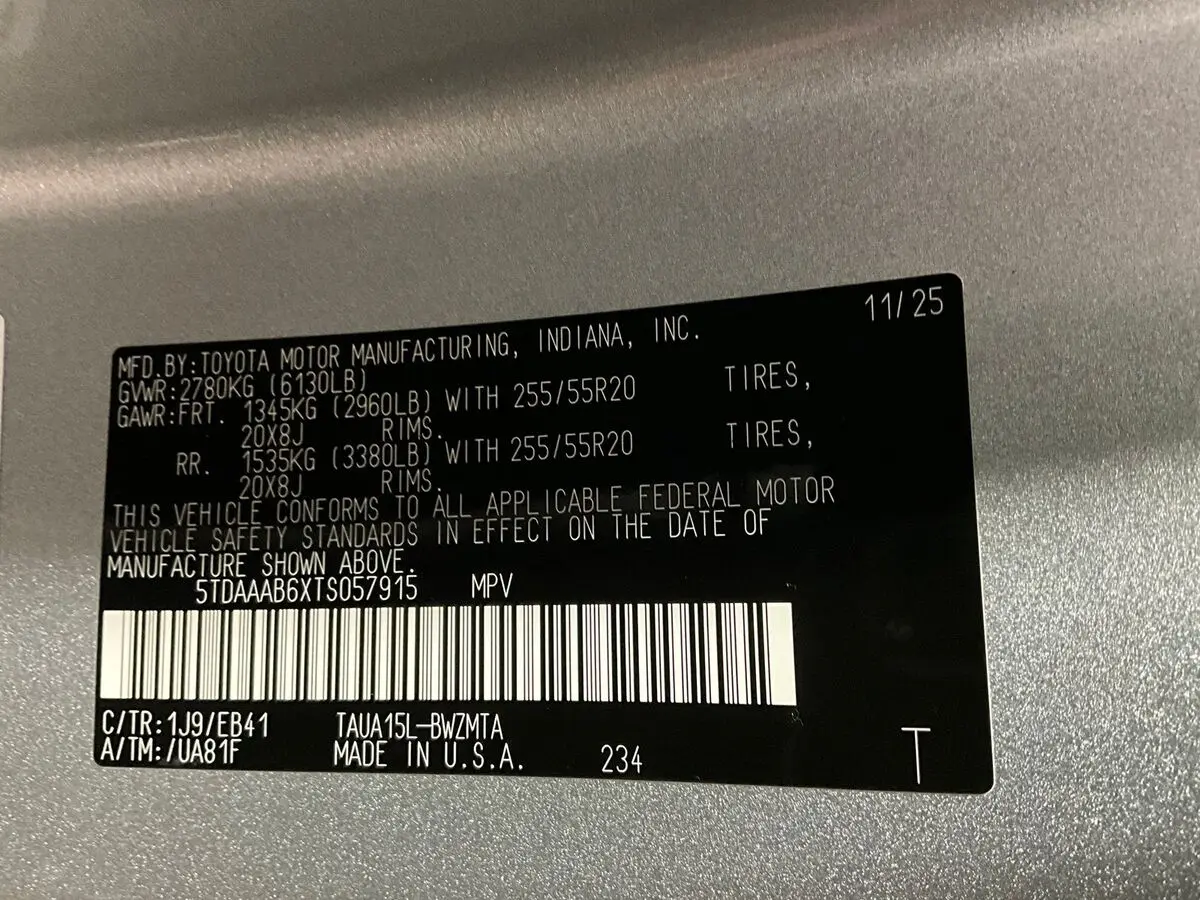 11/25
MFD.BY:TOYOTA MOTOR MANUFACTURING, INDIANA, INC.
GVWR:2780KG (6130LB)
GAWR:FRT. 1345KG (2960LB) WITH 255/55R20 TIRES,
20X8J RIMS.
RR. 1535KG (3380LB) WITH 255/55R20 TIRES,
20X8J RIMS.
THIS VEHICLE CONFORMS TO ALL APPLICABLE FEDERAL MOTOR
VEHICLE SAFETY STANDARDS IN EFFECT ON THE DATE OF
MANUFACTURE SHOWN ABOVE.
5TDAAAB6XTS057915 MPV
C/TR:1J9/EB41 TAUA15L-BWZMTA
A/TM:/UA81F MADE IN U.S.A. 234 T